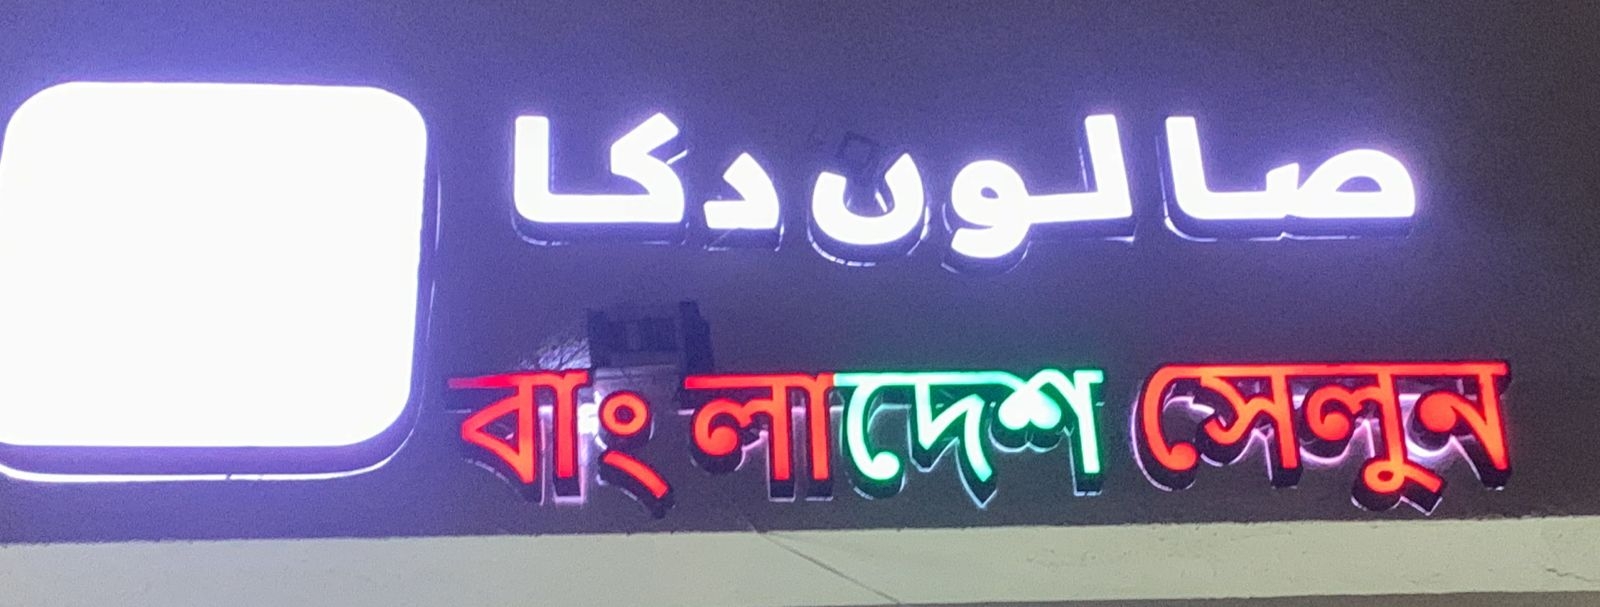 صالون دكا
বাংলাদেশ সেলুন